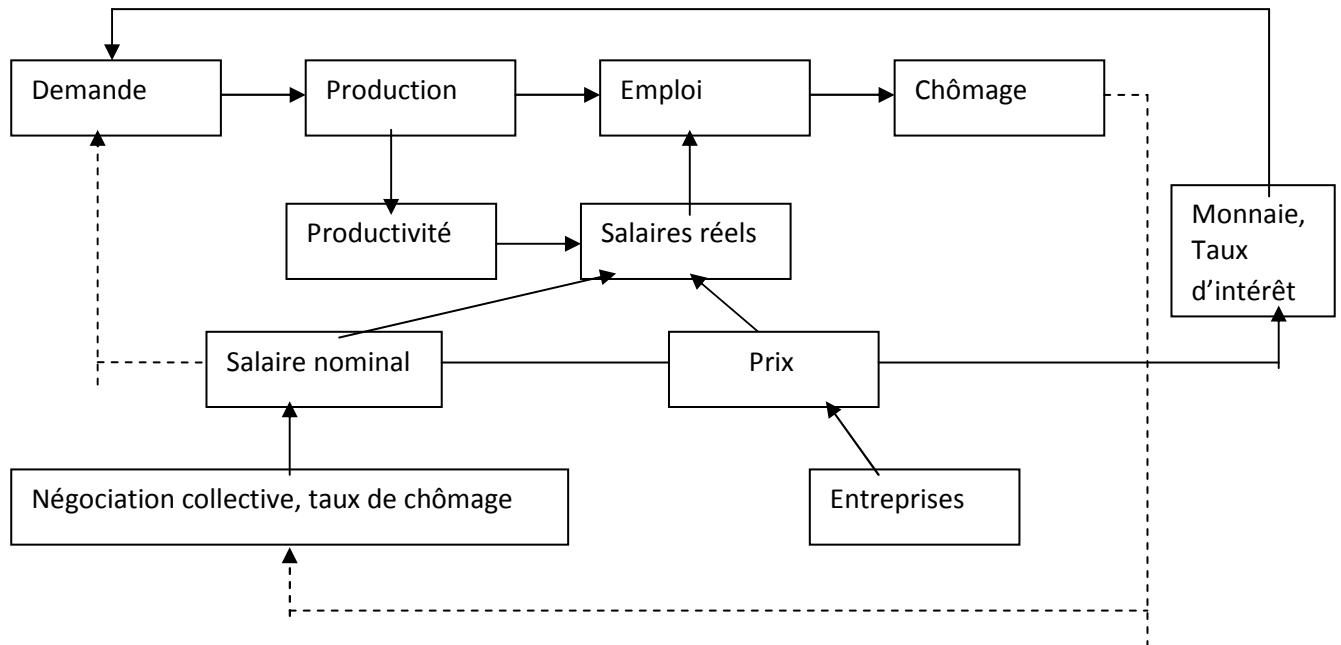 Demande
Production
Emploi
Chômage
Productivité
Salaires réels
Monnaie,
Taux
d’intérêt
Salaire nominal
Prix
Négociation collective, taux de chômage
Entreprises